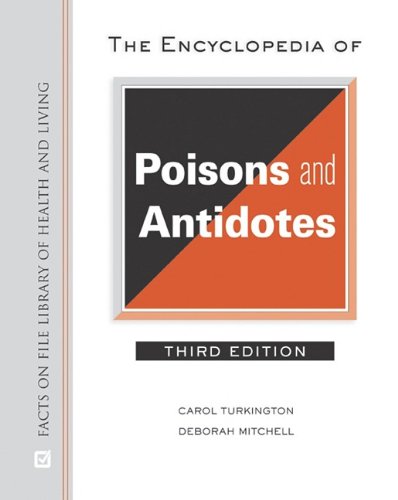 THE ENCYCLOPEDIA OF
Poisons and
Antidotes
THIRD EDITION
CAROL TURKINGTON
DEBORAH MITCHELL
FACTS ON FILE LIBRARY OF HEALTH AND LIVING